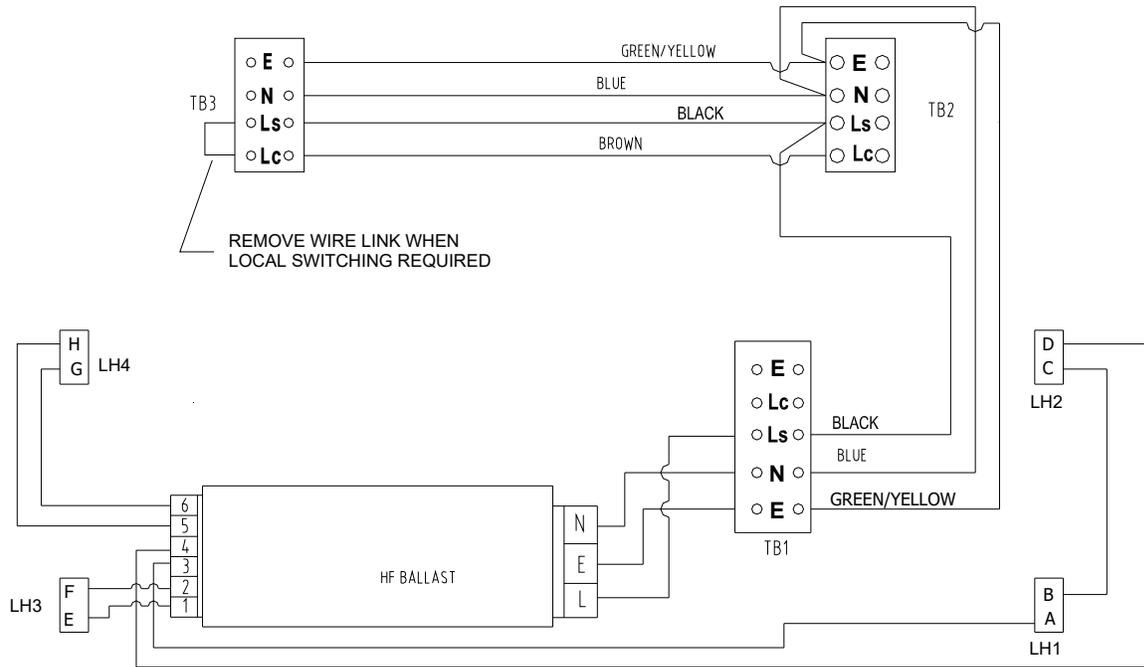 GREEN/YELLOW
BLUE
BLACK
BROWN
TB3
E
N
Ls
Lc
E
N
Ls
Lc
TB2
REMOVE WIRE LINK WHEN
LOCAL SWITCHING REQUIRED
H
G
LH4
D
C
LH2
E
Lc
Ls
N
E
TB1
BLACK
BLUE
GREEN/YELLOW
6
5
4
3
2
1
HF BALLAST
N
E
L
LH3
F
E
B
A
LH1